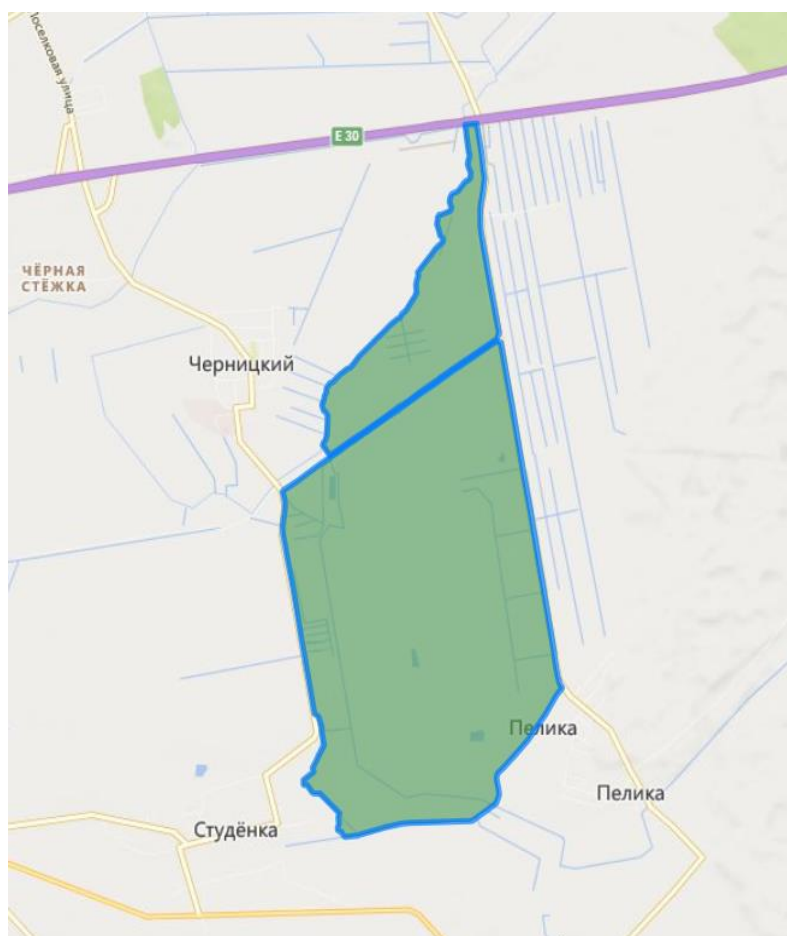 Поселковая улица
E 30
ЧЁРНАЯ
СТЁЖКА
Черницкий
Пелика
Пелика
Студёнка